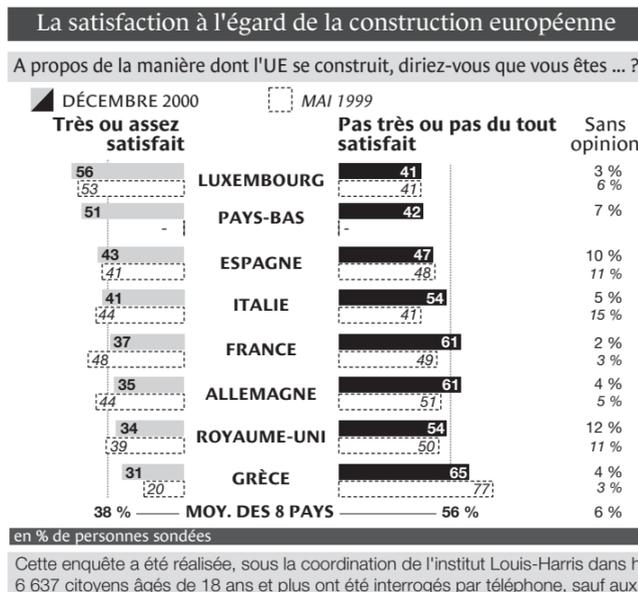 La satisfaction à l'égard de la construction européenne
A propos de la manière dont l'UE se construit, diriez-vous que vous êtes ... ?
DÉCEMBRE 2000 MAI 1999
Très ou assez satisfait Pas très ou pas du tout satisfait Sans opinion
56 LUXEMBOURG 41 3 %
53 41 6 %
51 PAYS-BAS 42 7 %
- -
43 ESPAGNE 47 10 %
41 48 11 %
41 ITALIE 54 5 %
44 41 15 %
37 FRANCE 61 2 %
48 49 3 %
35 ALLEMAGNE 61 4 %
44 51 5 %
34 ROYAUME-UNI 54 12 %
39 50 11 %
31 GRÈCE 65 4 %
20 77 3 %
38 % MOY. DES 8 PAYS 56 % 6 %
en % de personnes sondées
Cette enquête a été réalisée, sous la coordination de l'institut Louis-Harris dans
6 637 citoyens âgés de 18 ans et plus ont été interrogés par téléphone, sauf aux